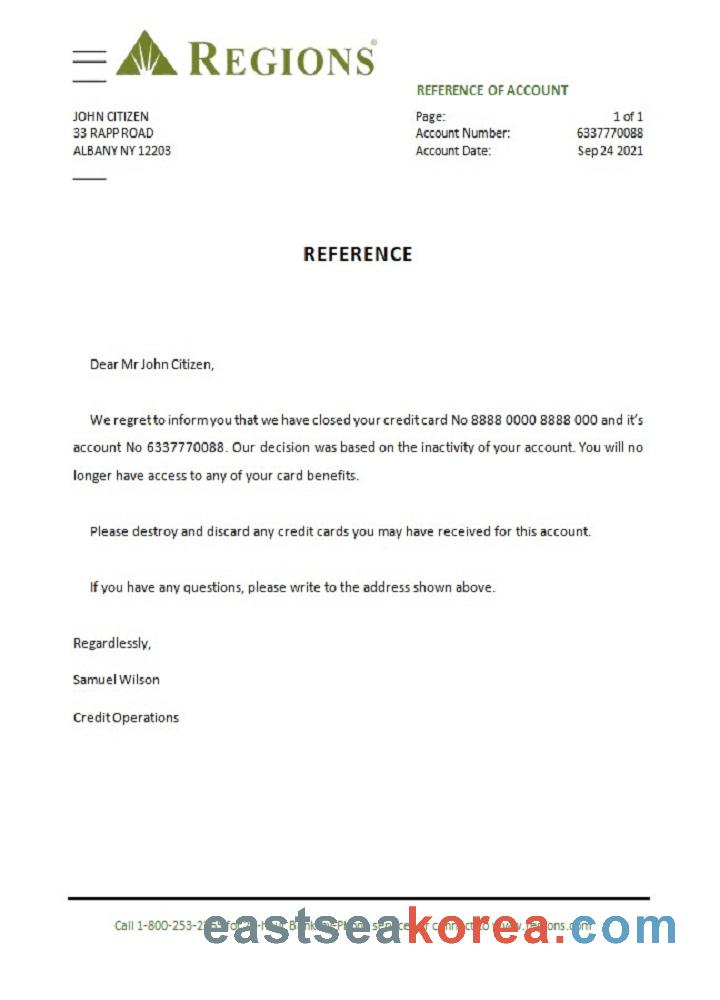 REGIONS®
REFERENCE OF ACCOUNT
JOHN CITIZEN
33 RAPP ROAD
ALBANY NY 12203
Page: 1 of 1
Account Number: 6337770088
Account Date: Sep 24 2021
REFERENCE
Dear Mr John Citizen,
We regret to inform you that we have closed your credit card No 8888 0000 8888 000 and it's
account No 6337770088. Our decision was based on the inactivity of your account. You will no
longer have access to any of your card benefits.
Please destroy and discard any credit cards you may have received for this account.
If you have any questions, please write to the address shown above.
Regardlessly,
Samuel Wilson
Credit Operations
Call 1-800-253-2
eastseakorea.com